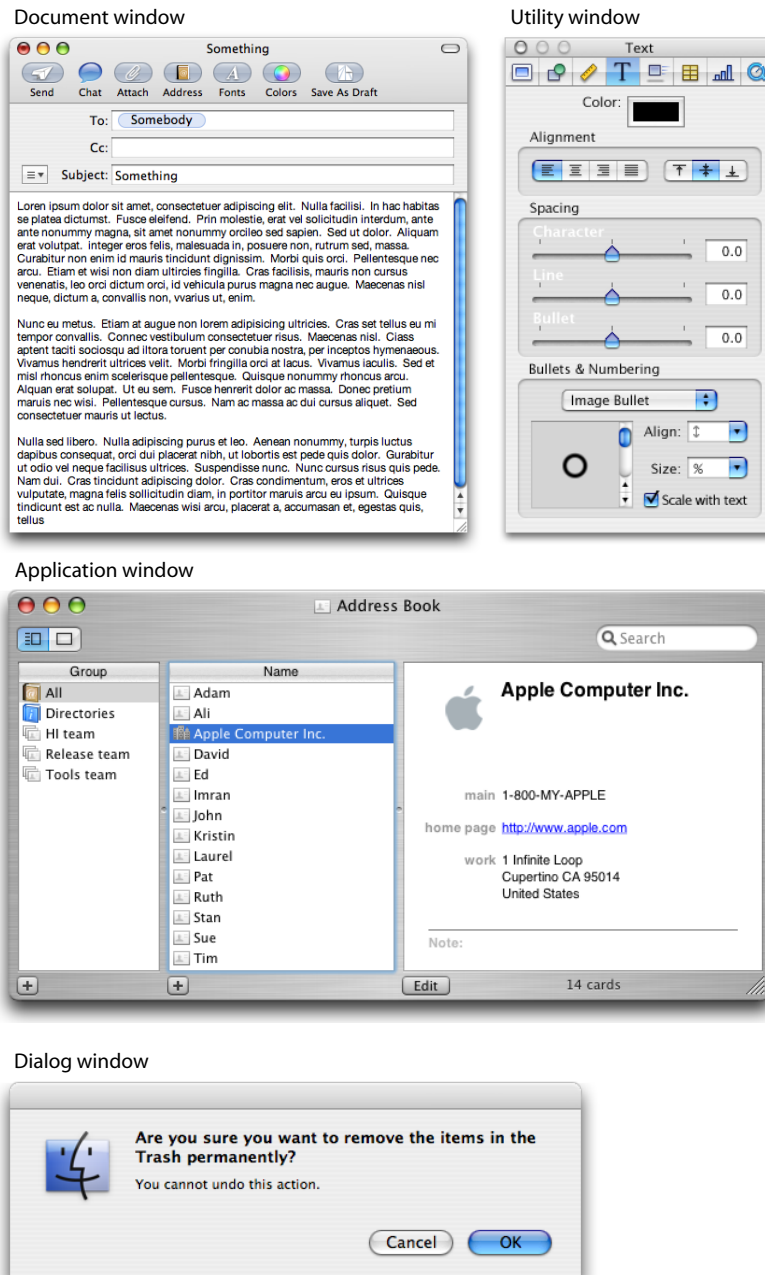 Document window
Something
Send Chat Attach Address Fonts Colors Save As Draft
To: Somebody
Cc:
Subject: Something
Loren ipsum dolor sit amet, consectetuer adipiscing elit. Nulla facilisi. In hac habitas
se platea dictumst. Fusce eleifend. Prin molestie, erat vel solicitudin interdum, ante
ante nonummy magna, sit amet nonummy orcileo sed sapien. Sed ut dolor. Aliquam
erat volutpat. integer eros felis, malesuada in, posuere non, rutrum sed, massa.
Curabitur non enim id mauris tincidunt dignissim. Morbi quis orci. Pellentesque nec
arcu. Etiam et wisi non diam ultircies fingilla. Cras facilisis, mauris non cursus
venenatis, leo orci dictum orci, id vehicula purus magna nec augue. Maecenas nisl
neque, dictum a, convallis non, vvarius ut, enim.
Nunc eu metus. Etiam at augue non lorem adipisicing ultricies. Cras set tellus eu mi
tempor convallis. Connec vestibulum consectetuer risus. Maecenas nisl. Ciass
aptent taciti sociosqu ad iltora toruent per conubia nostra, per inceptos hymenaeous.
Vivamus hendrerit ultrices velit. Morbi fringilla orci at lacus. Vivamus iaculis. Sed et
misl rhoncus enim scelerisque pellentesque. Quisque nonummy rhoncus arcu.
Alquan erat solupat. Ut eu sem. Fusce henrerit dolor ac massa. Donec pretium
maruis nec wisi. Pellentesque cursus. Nam ac massa ac dui cursus aliquet. Sed
consectetuer mauris ut lectus.
Nulla sed libero. Nulla adipiscing purus et leo. Aenean nonummy, turpis luctus
dapibus consequat, orci dui placerat nibh, ut lobortis est pede quis dolor. Gurabitur
ut odio vel neque facilisius ultrices. Suspendisse nunc. Nunc cursus risus quis pede.
Nam dui. Cras tincidunt adipiscing dolor. Cras condimentum, eros et ultrices
vulputate, magna felis sollicitudin diam, in portitor maruis arcu eu ipsum. Quisque
tindicunt est ac nulla. Maecenas wisi arcu, placerat a, accumasan et, egestas quis,
tellus
Utility window
Text
Color:
Alignment
Spacing
Character
0.0
Line
0.0
Bullet
0.0
Bullets & Numbering
Image Bullet
Align:
Size: %
Scale with text
Application window
Address Book
Search
Group
All
Directories
HI team
Release team
Tools team
Name
Adam
Ali
Apple Computer Inc.
David
Ed
Imran
John
Kristin
Laurel
Pat
Ruth
Stan
Sue
Tim
Apple Computer Inc.
main 1-800-MY-APPLE
home page http://www.apple.com
work 1 Infinite Loop
Cupertino CA 95014
United States
Note:
Edit
14 cards
Dialog window
Are you sure you want to remove the items in the
Trash permanently?
You cannot undo this action.
Cancel OK